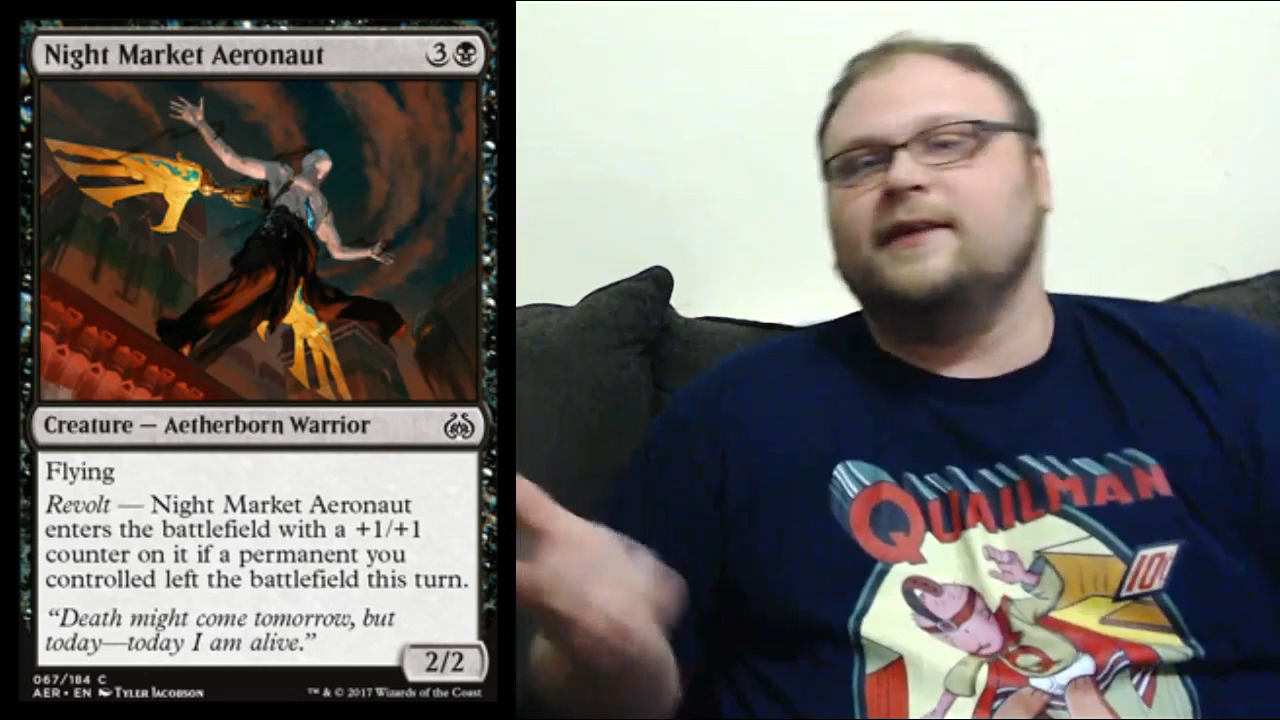 Night Market Aeronaut 3
Creature — Aetherborn Warrior
Flying
Revolt — Night Market Aeronaut
enters the battlefield with a +1/+1
counter on it if a permanent you
controlled left the battlefield this turn.
“Death might come tomorrow, but
today—today I am alive.”
2/2
067/184 C
AER • EN Tyler Jacobson
™ & © 2017 Wizards of the Coast
QUAILMAN
10¢